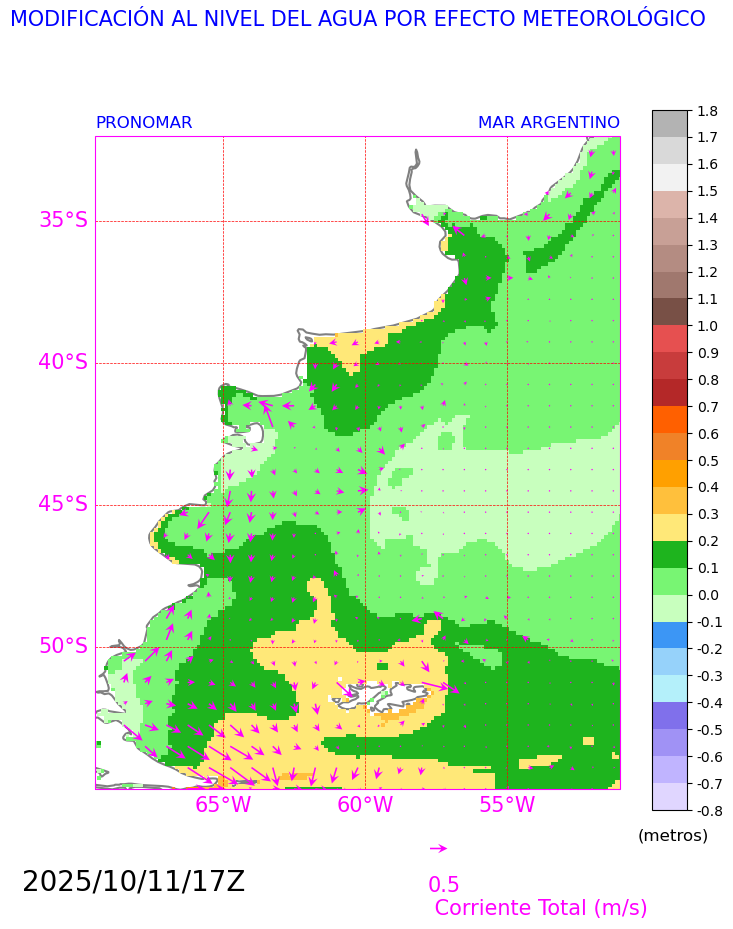 MODIFICACIÓN AL NIVEL DEL AGUA POR EFECTO METEOROLÓGICO
PRONOMAR MAR ARGENTINO
35°S
40°S
45°S
50°S
65°W 60°W 55°W
1.8
1.7
1.6
1.5
1.4
1.3
1.2
1.1
1.0
0.9
0.8
0.7
0.6
0.5
0.4
0.3
0.2
0.1
0.0
-0.1
-0.2
-0.3
-0.4
-0.5
-0.6
-0.7
-0.8
(metros)
2025/10/11/17Z
0.5
Corriente Total (m/s)